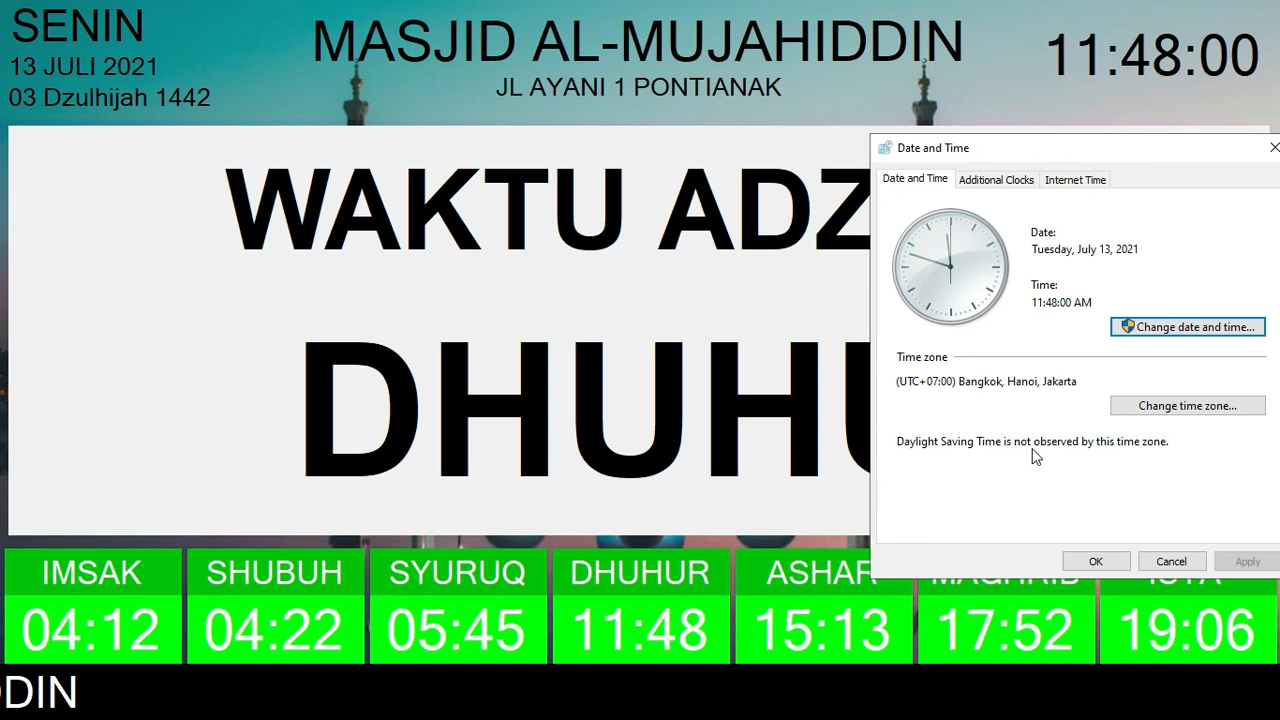 SENIN
13 JULI 2021
03 Dzulhijah 1442
MASJID AL-MUJAHIDDIN
JL AYANI 1 PONTIANAK
11:48:00
WAKTU ADZ
DHUHU
Date and Time
Date and Time
Additional Clocks
Internet Time
Date:
Tuesday, July 13, 2021
Time:
11:48:00 AM
Change date and time...
Time zone
(UTC+07:00) Bangkok, Hanoi, Jakarta
Change time zone...
Daylight Saving Time is not observed by this time zone.
OK
Cancel
Apply
IMSAK
04:12
SHUBUH
04:22
SYURUQ
05:45
DHUHUR
11:48
ASHAR
15:13
MAGHRIB
17:52
ISYA
19:06
DIN